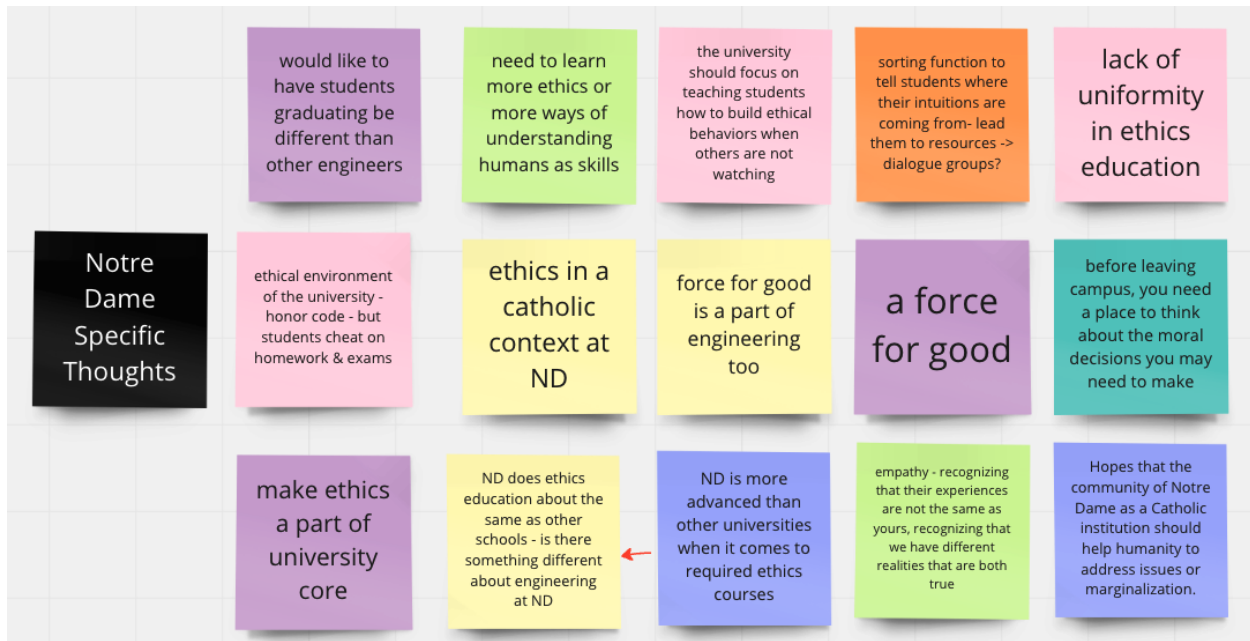 would like to
have students
graduating be
different than
other engineers
need to learn
more ethics or
more ways of
understanding
humans as skills
the university
should focus on
teaching students
how to build ethical
behaviors when
others are not
watching
sorting function to
tell students where
their intuitions are
coming from- lead
them to resources ->
dialogue groups?
lack of
uniformity
in ethics
education
Notre
Dame
Specific
Thoughts
ethical environment
of the university -
honor code - but
students cheat on
homework & exams
ethics in a
catholic
context at
ND
force for good
is a part of
engineering
too
a force
for good
before leaving
campus, you need
a place to think
about the moral
decisions you may
need to make
make ethics
a part of
university
core
ND does ethics
education about the
same as other
schools - is there
something different
about engineering
at ND
ND is more
advanced than
other universities
when it comes to
required ethics
courses
empathy - recognizing
that their experiences
are not the same as
yours, recognizing that
we have different
realities that are both
true
Hopes that the
community of Notre
Dame as a Catholic
institution should
help humanity to
address issues or
marginalization.